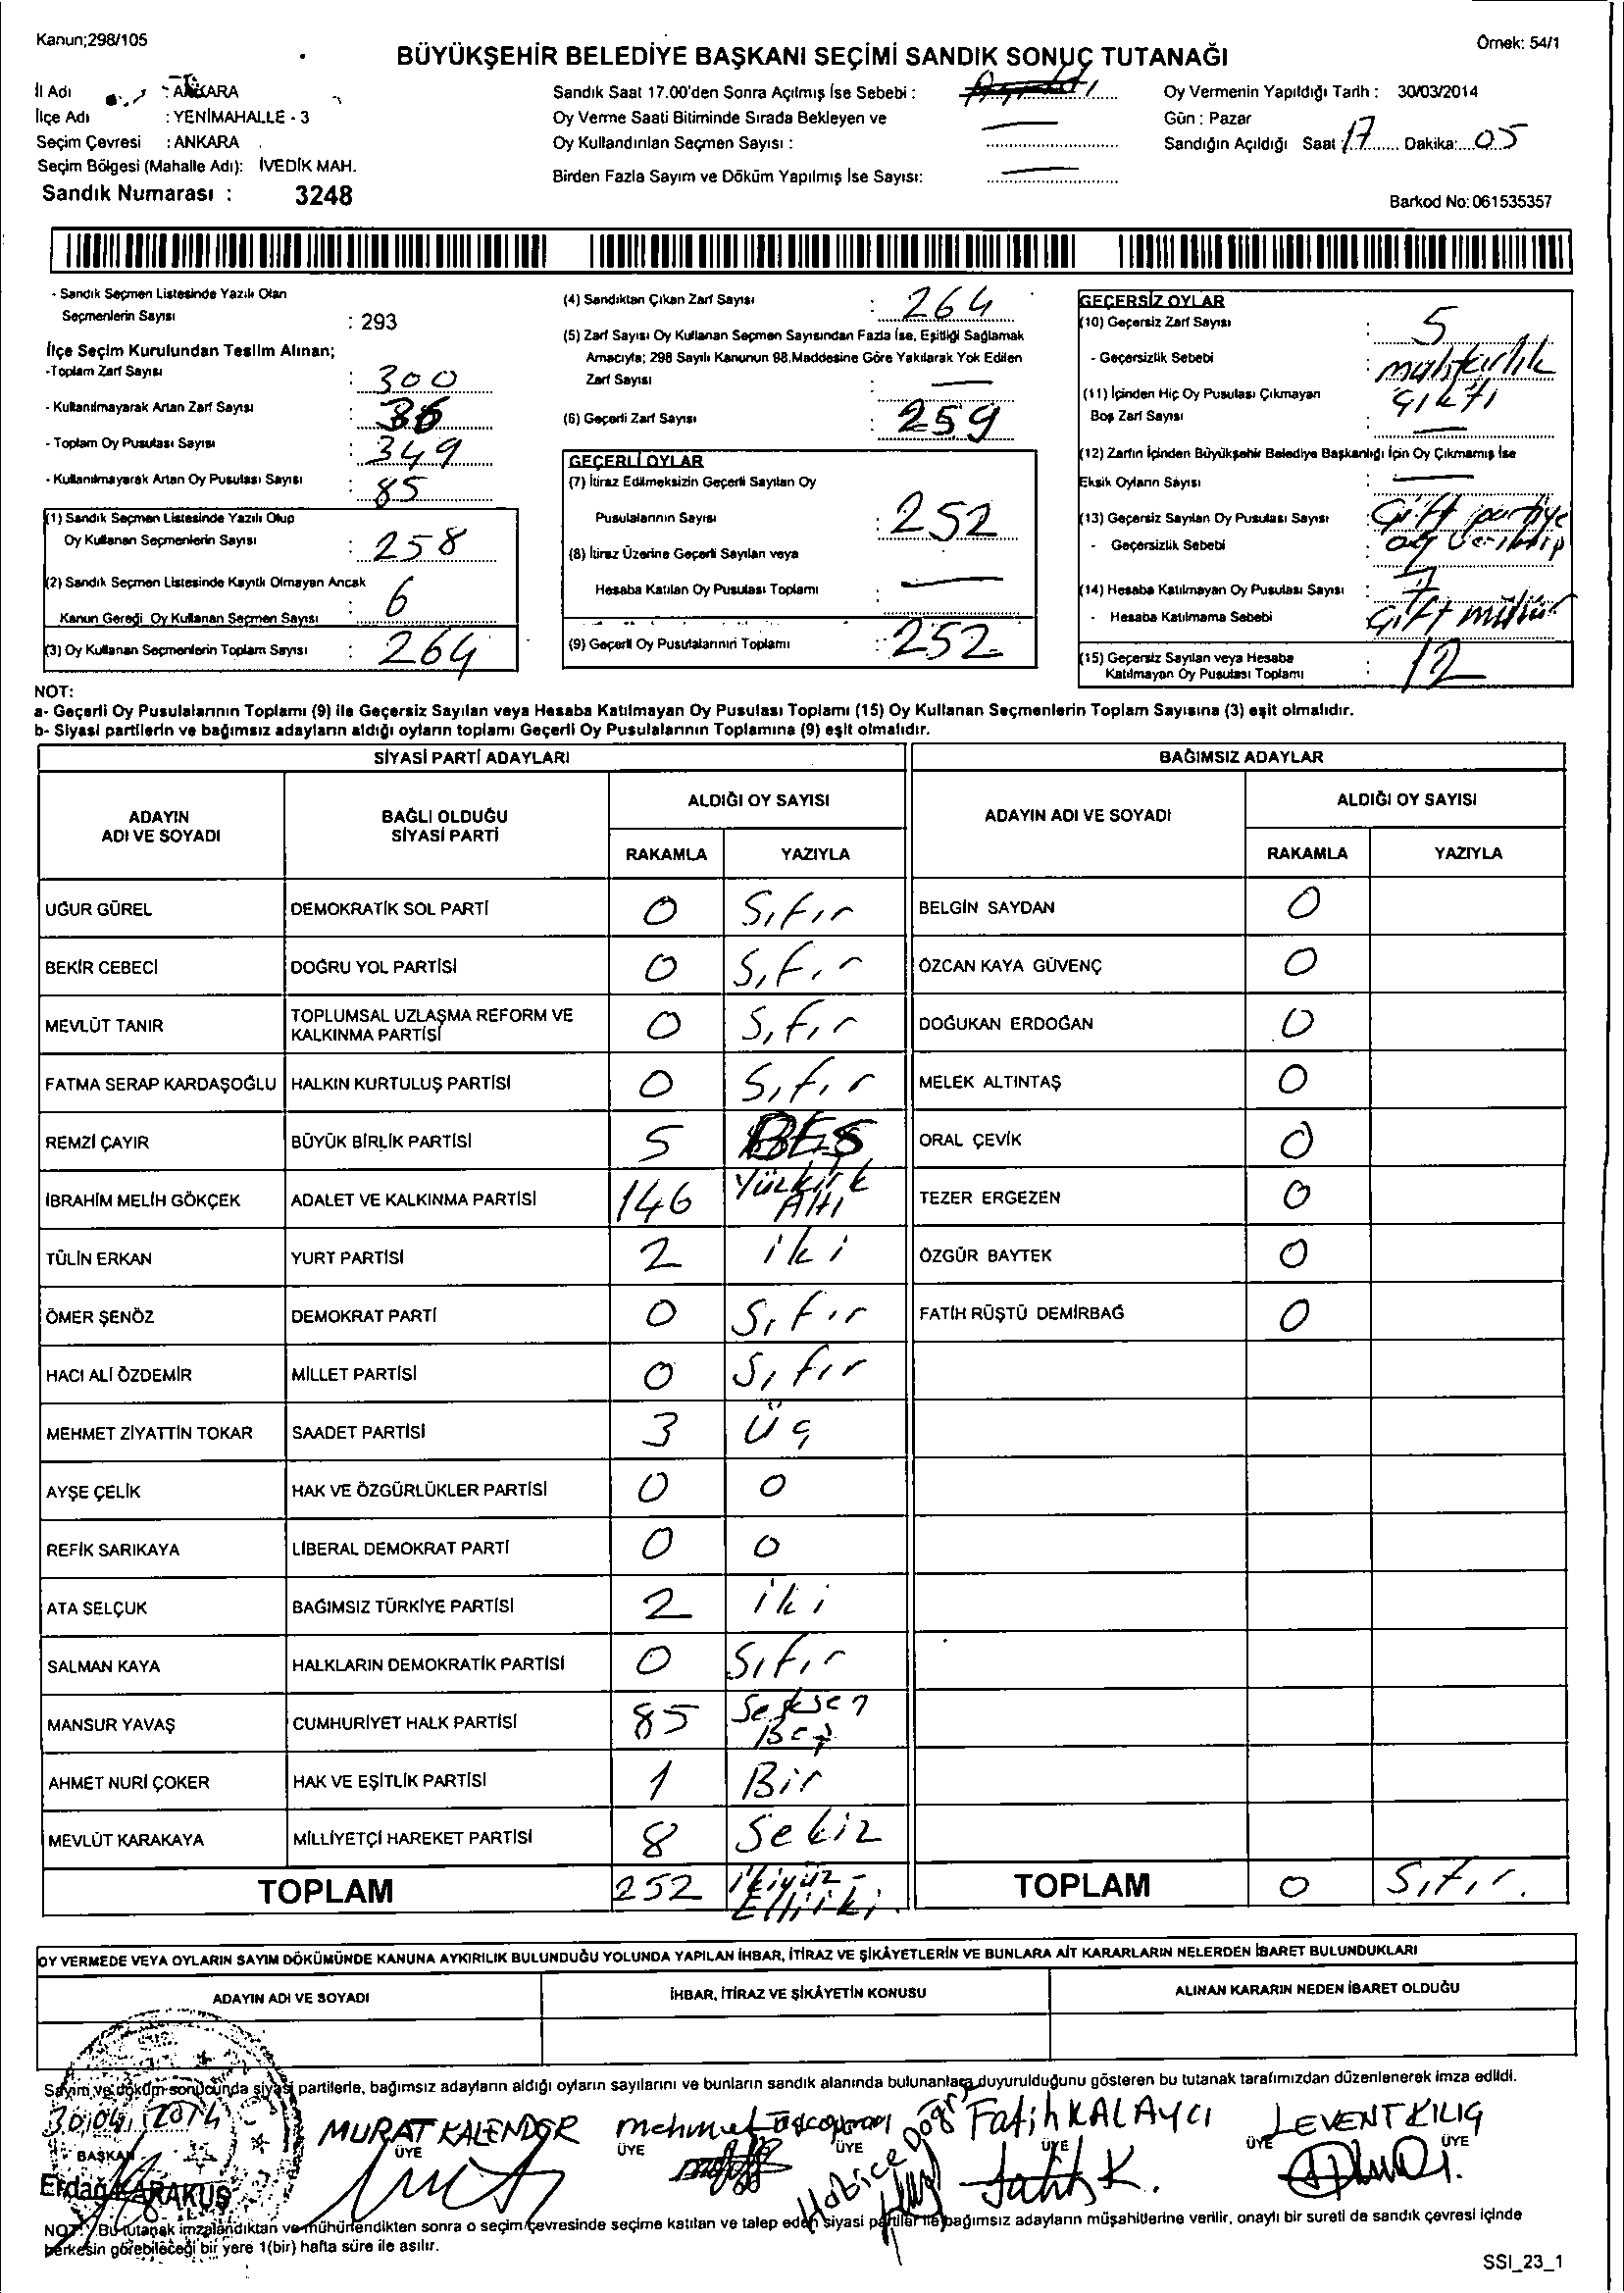 Kanun;298/105
Örnek: 54/1
BÜYÜKŞEHİR BELEDİYE BAŞKANI SEÇİMİ SANDIK SONUÇ TUTANAĞI
İl Adı : ANKARA
İlçe Adı : YENİMAHALLE - 3
Seçim Çevresi : ANKARA
Seçim Bölgesi (Mahalle Adı): İVEDİK MAH.
Sandık Numarası : 3248
Sandık Saat 17.00'den Sonra Açılmış İse Sebebi :
Oy Verme Saati Bitiminde Sırada Bekleyen ve
Oy Kullandırılan Seçmen Sayısı :
Birden Fazla Sayım ve Döküm Yapılmış İse Sayısı:
Oy Vermenin Yapıldığı Tarih : 30/03/2014
Gün : Pazar
Sandığın Açıldığı Saat : 17 Dakika: 05
Barkod No: 061535357
- Sandık Seçmen Listesinde Yazılı Olan
Seçmenlerin Sayısı : 293
İlçe Seçim Kurulundan Teslim Alınan;
-Toplam Zarf Sayısı : 300
- Kullanılmayarak Artan Zarf Sayısı : 36
- Toplam Oy Pusulası Sayısı : 349
- Kullanılmayarak Artan Oy Pusulası Sayısı : 85
(1) Sandık Seçmen Listesinde Yazılı Olup
Oy Kullanan Seçmenlerin Sayısı : 258
(2) Sandık Seçmen Listesinde Kayıtlı Olmayan Ancak
Kanun Gereği Oy Kullanan Seçmen Sayısı : 6
(3) Oy Kullanan Seçmenlerin Toplam Sayısı : 264
(4) Sandıktan Çıkan Zarf Sayısı : 264
(5) Zarf Sayısı Oy Kullanan Seçmen Sayısından Fazla İse, Eşitliği Sağlamak
Amacıyla; 298 Sayılı Kanunun 98.Maddesine Göre Yakılarak Yok Edilen
Zarf Sayısı :
(6) Geçerli Zarf Sayısı : 259
GEÇERLİ OYLAR
(7) İtiraz Edilmeksizin Geçerli Sayılan Oy
Pusulalarının Sayısı : 252
(8) İtiraz Üzerine Geçerli Sayılan veya
Hesaba Katılan Oy Pusulası Toplamı :
(9) Geçerli Oy Pusulalarının Toplamı : 252
GEÇERSİZ OYLAR
(10) Geçersiz Zarf Sayısı : 5
- Geçersizlik Sebebi : muhtarlık
çıktı
(11) İçinden Hiç Oy Pusulası Çıkmayan
Boş Zarf Sayısı
(12) Zarfın İçinden Büyükşehir Belediye Başkanlığı İçin Oy Çıkmamış İse
Eksik Oyların Sayısı :
(13) Geçersiz Sayılan Oy Pusulası Sayısı : Çift partiye
- Geçersizlik Sebebi : oy
(14) Hesaba Katılmayan Oy Pusulası Sayısı : 7
- Hesaba Katılmama Sebebi Çift mühür
(15) Geçersiz Sayılan veya Hesaba
Katılmayan Oy Pusulası Toplamı : 12
NOT:
a- Geçerli Oy Pusulalarının Toplamı (9) ile Geçersiz Sayılan veya Hesaba Katılmayan Oy Pusulası Toplamı (15) Oy Kullanan Seçmenlerin Toplam Sayısına (3) eşit olmalıdır.
b- Siyasi partilerin ve bağımsız adayların aldığı oyların toplamı Geçerli Oy Pusulalarının Toplamına (9) eşit olmalıdır.
SİYASİ PARTİ ADAYLARI
BAĞIMSIZ ADAYLAR
ADAYIN
ADI VE SOYADI
BAĞLI OLDUĞU
SİYASİ PARTİ
ALDIĞI OY SAYISI
RAKAMLA YAZIYLA
ADAYIN ADI VE SOYADI
ALDIĞI OY SAYISI
RAKAMLA YAZIYLA
UĞUR GÜREL DEMOKRATİK SOL PARTİ 0 Sıfır BELGİN SAYDAN 0
BEKİR CEBECİ DOĞRU YOL PARTİSİ 0 Sıfır ÖZCAN KAYA GÜVENÇ 0
MEVLÜT TANIR TOPLUMSAL UZLAŞMA REFORM VE
KALKINMA PARTİSİ 0 Sıfır DOĞUKAN ERDOĞAN 0
FATMA SERAP KARDAŞOĞLU HALKIN KURTULUŞ PARTİSİ 0 Sıfır MELEK ALTINTAŞ 0
REMZİ ÇAYIR BÜYÜK BİRLİK PARTİSİ 5 BEŞ ORAL ÇEVİK 0
İBRAHİM MELİH GÖKÇEK ADALET VE KALKINMA PARTİSİ 146 Yüzkırk
Altı TEZER ERGEZEN 0
TÜLİN ERKAN YURT PARTİSİ 2 iki ÖZGÜR BAYTEK 0
ÖMER ŞENÖZ DEMOKRAT PARTİ 0 Sıfır FATİH RÜŞTÜ DEMİRBAĞ 0
HACI ALİ ÖZDEMİR MİLLET PARTİSİ 0 Sıfır
MEHMET ZİYATTİN TOKAR SAADET PARTİSİ 3 Üç
AYŞE ÇELİK HAK VE ÖZGÜRLÜKLER PARTİSİ 0 0
REFİK SARIKAYA LİBERAL DEMOKRAT PARTİ 0 0
ATA SELÇUK BAĞIMSIZ TÜRKİYE PARTİSİ 2 iki
SALMAN KAYA HALKLARIN DEMOKRATİK PARTİSİ 0 Sıfır
MANSUR YAVAŞ CUMHURİYET HALK PARTİSİ 85 Seksen
Beş
AHMET NURİ ÇOKER HAK VE EŞİTLİK PARTİSİ 1 Bir
MEVLÜT KARAKAYA MİLLİYETÇİ HAREKET PARTİSİ 8 Sekiz
TOPLAM 252 ikiyüz-
Elliiki. TOPLAM 0 Sıfır.
OY VERMEDE VEYA OYLARIN SAYIM DÖKÜMÜNDE KANUNA AYKIRILIK BULUNDUĞU YOLUNDA YAPILAN İHBAR, İTİRAZ VE ŞİKÂYETLERİN VE BUNLARA AİT KARARLARIN NELERDEN İBARET BULUNDUKLARI
ADAYIN ADI VE SOYADI İHBAR, İTİRAZ VE ŞİKÂYETİN KONUSU ALINAN KARARIN NEDEN İBARET OLDUĞU
Sayım ve döküm sonucunda siyasi partilerle, bağımsız adayların aldığı oyların sayılarını ve bunların sandık alanında bulunanlara duyurulduğunu gösteren bu tutanak tarafımızdan düzenlenerek imza edildi.
30/04/2014 MURAT KALENDER Mehmet Fatih KALAYCI LEVENT KILIÇ
BAŞKAN ÜYE ÜYE ÜYE ÜYE ÜYE ÜYE
KARAKUŞ Fatih K.
NOT: Bu tutanak imzalandıktan ve mühürlendikten sonra o seçim çevresinde seçime katılan ve talep eden siyasi partiler ile bağımsız adayların müşahitlerine verilir, onaylı bir sureti de sandık çevresi içinde
herkesin görebileceği bir yere 1(bir) hafta süre ile asılır.
SSI_23_1